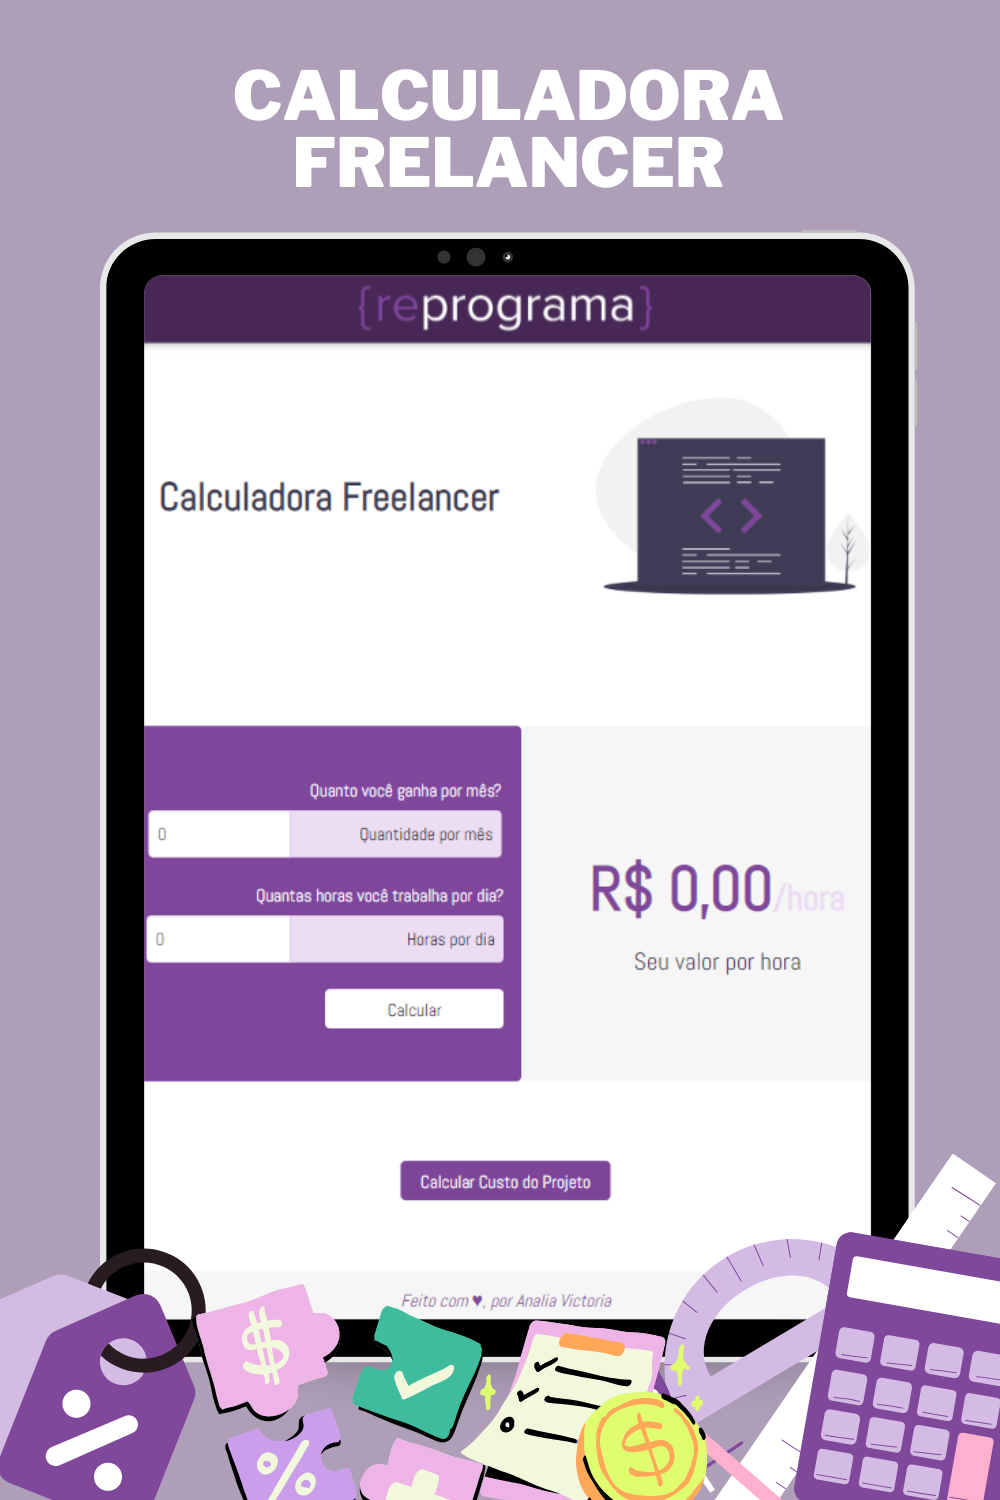 CALCULADORA
FRELANCER
{reprograma}
Calculadora Freelancer
Quanto você ganha por mês?
0 Quantidade por mês
Quantas horas você trabalha por dia?
0 Horas por dia
Calcular
R$ 0,00/hora
Seu valor por hora
Calcular Custo do Projeto
Feito com ♥, por Analia Victoria
$
%
$